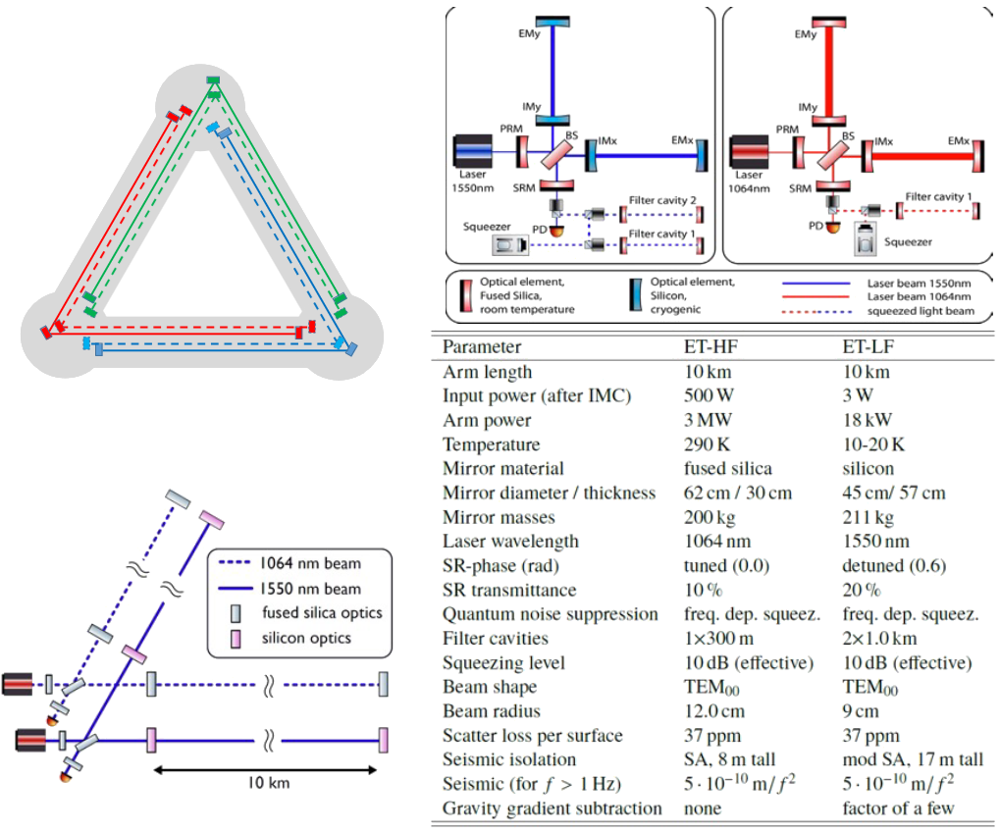 EMy
IMy
PRM
BS
IMx
EMx
Laser
1550nm
SRM
Filter cavity 2
PD
Squeezer
Filter cavity 1
EMy
IMy
PRM
BS
IMx
EMx
Laser
1064nm
SRM
Filter cavity 1
PD
Squeezer
Optical element,
Fused Silica,
room temperature
Optical element,
Silicon,
cryogenic
Laser beam 1550nm
Laser beam 1064nm
squeezed light beam
Parameter ET-HF ET-LF
Arm length 10 km 10 km
Input power (after IMC) 500 W 3 W
Arm power 3 MW 18 kW
Temperature 290 K 10-20 K
Mirror material fused silica silicon
Mirror diameter / thickness 62 cm / 30 cm 45 cm/ 57 cm
Mirror masses 200 kg 211 kg
Laser wavelength 1064 nm 1550 nm
SR-phase (rad) tuned (0.0) detuned (0.6)
SR transmittance 10 % 20 %
Quantum noise suppression freq. dep. squeez. freq. dep. squeez.
Filter cavities 1×300 m 2×1.0 km
Squeezing level 10 dB (effective) 10 dB (effective)
Beam shape TEM₀₀ TEM₀₀
Beam radius 12.0 cm 9 cm
Scatter loss per surface 37 ppm 37 ppm
Seismic isolation SA, 8 m tall mod SA, 17 m tall
Seismic (for f > 1 Hz) 5 · 10⁻¹⁰ m/f² 5 · 10⁻¹⁰ m/f²
Gravity gradient subtraction none factor of a few
1064 nm beam
1550 nm beam
fused silica optics
silicon optics
10 km